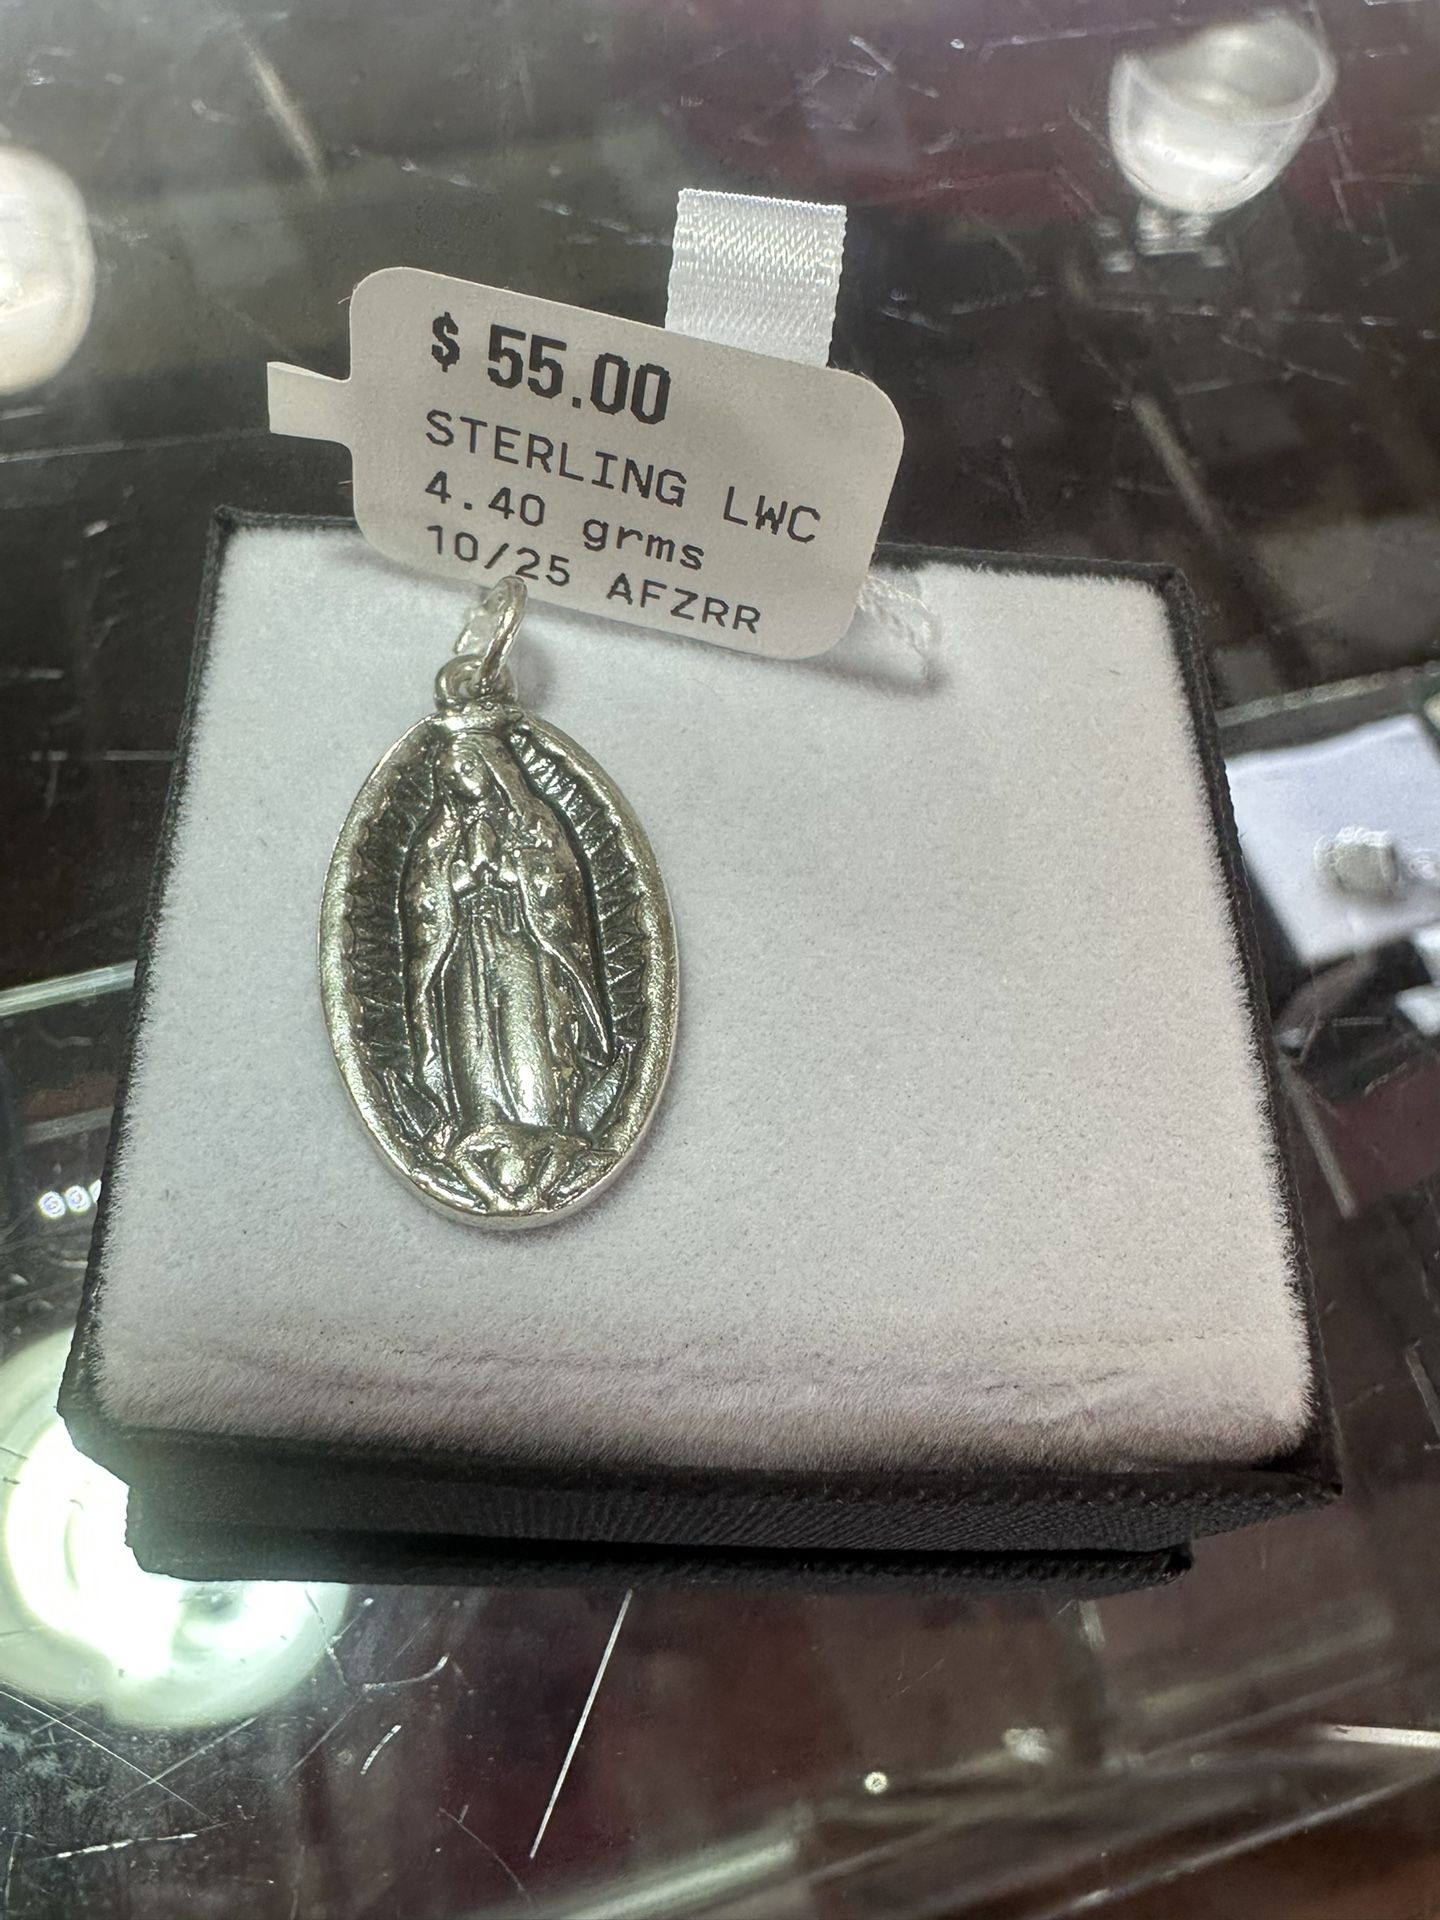 $ 55.00
STERLING LWC
4.40 grms
10/25 AFZRR